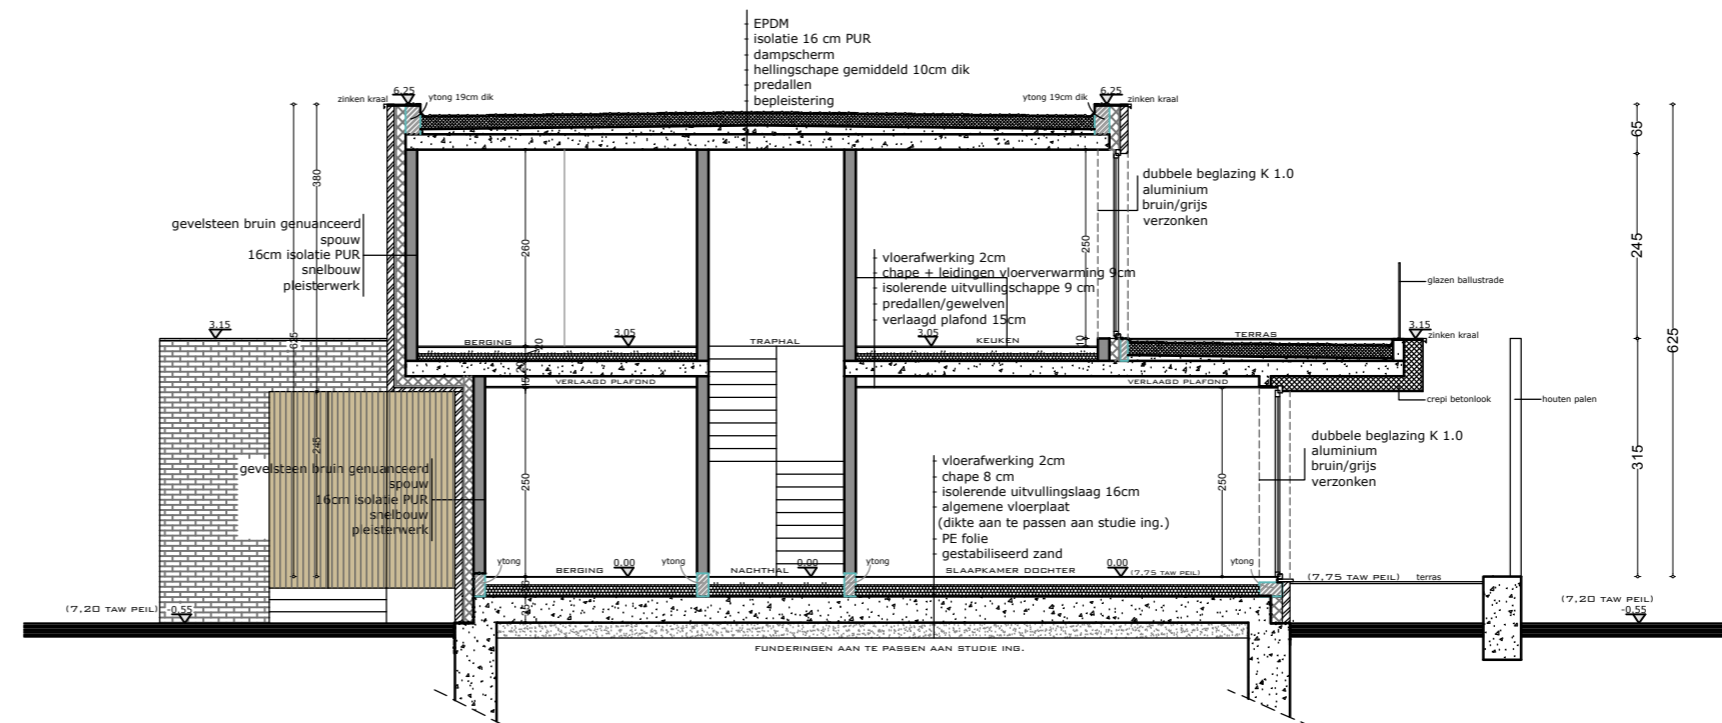 EPDM
isolatie 16 cm PUR
dampscherm
hellingschape gemiddeld 10cm dik
predallen
bepleistering
zinken kraal
6.25
ytong 19cm dik
ytong 19cm dik
6.25
zinken kraal
65
380
260
250
245
625
625
dubbele beglazing K 1.0
aluminium
bruin/grijs
verzonken
gevelsteen bruin genuanceerd
spouw
16cm isolatie PUR
snelbouw
pleisterwerk
vloerafwerking 2cm
chape + leidingen vloerverwarming 9cm
isolerende uitvullingschappe 9 cm
predallen/gewelven
verlaagd plafond 15cm
glazen ballustrade
3.15
3.05
3.05
3.15
zinken kraal
BERGING
20
TRAPHAL
KEUKEN
10
TERRAS
VERLAAGD PLAFOND
15
VERLAAGD PLAFOND
crepi betonlook
houten palen
245
250
250
315
dubbele beglazing K 1.0
aluminium
bruin/grijs
verzonken
gevelsteen bruin genuanceerd
spouw
16cm isolatie PUR
snelbouw
pleisterwerk
vloerafwerking 2cm
chape 8 cm
isolerende uitvullingslaag 16cm
algemene vloerplaat
(dikte aan te passen aan studie ing.)
PE folie
gestabiliseerd zand
ytong
ytong
ytong
ytong
BERGING
0.00
NACHTHAL
0.00
SLAAPKAMER DOCHTER
0.00
(7,75 TAW PEIL)
(7,75 TAW PEIL)
terras
(7,20 TAW PEIL)
-0.55
(7,20 TAW PEIL)
-0.55
FUNDERINGEN AAN TE PASSEN AAN STUDIE ING.